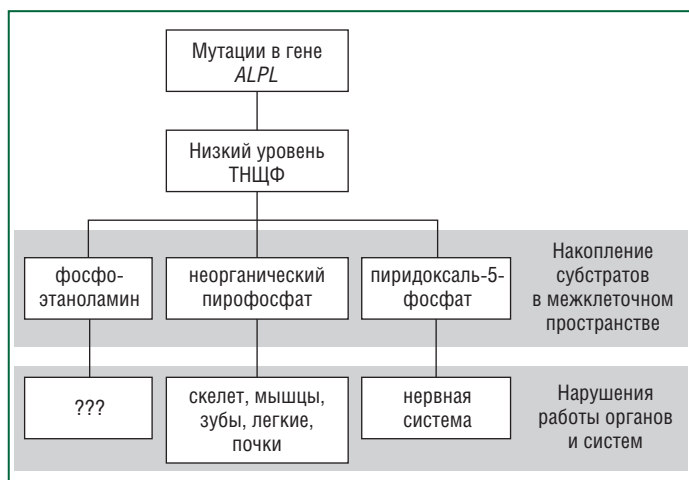 Мутации в гене
ALPL
Низкий уровень
ТНЩФ
фосфо-
этаноламин
неорганический
пирофосфат
пиридоксаль-5-
фосфат
Накопление
субстратов
в межклеточном
пространстве
???
скелет, мышцы,
зубы, легкие,
почки
нервная
система
Нарушения
работы органов
и систем